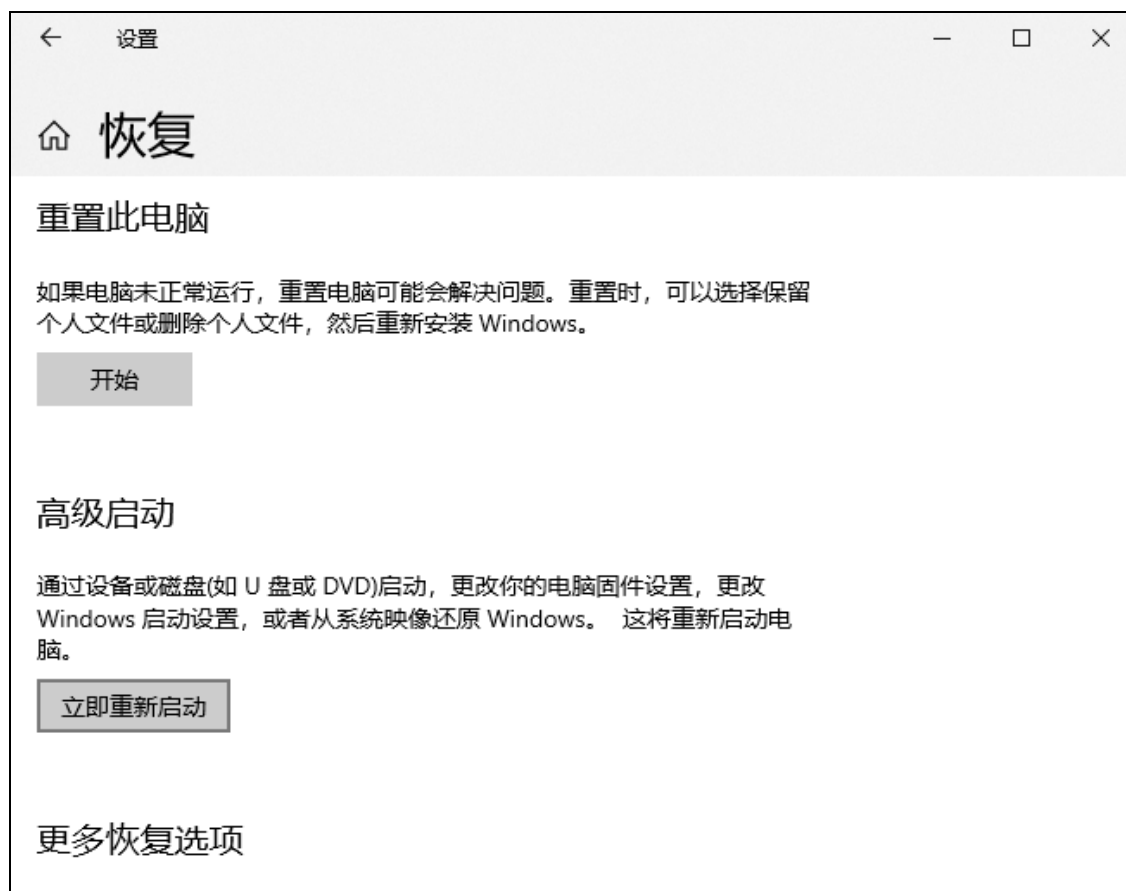 设置
恢复
重置此电脑
如果电脑未正常运行，重置电脑可能会解决问题。重置时，可以选择保留
个人文件或删除个人文件，然后重新安装 Windows。
开始
高级启动
通过设备或磁盘(如 U 盘或 DVD)启动，更改你的电脑固件设置，更改
Windows 启动设置，或者从系统映像还原 Windows。 这将重新启动电
脑。
立即重新启动
更多恢复选项